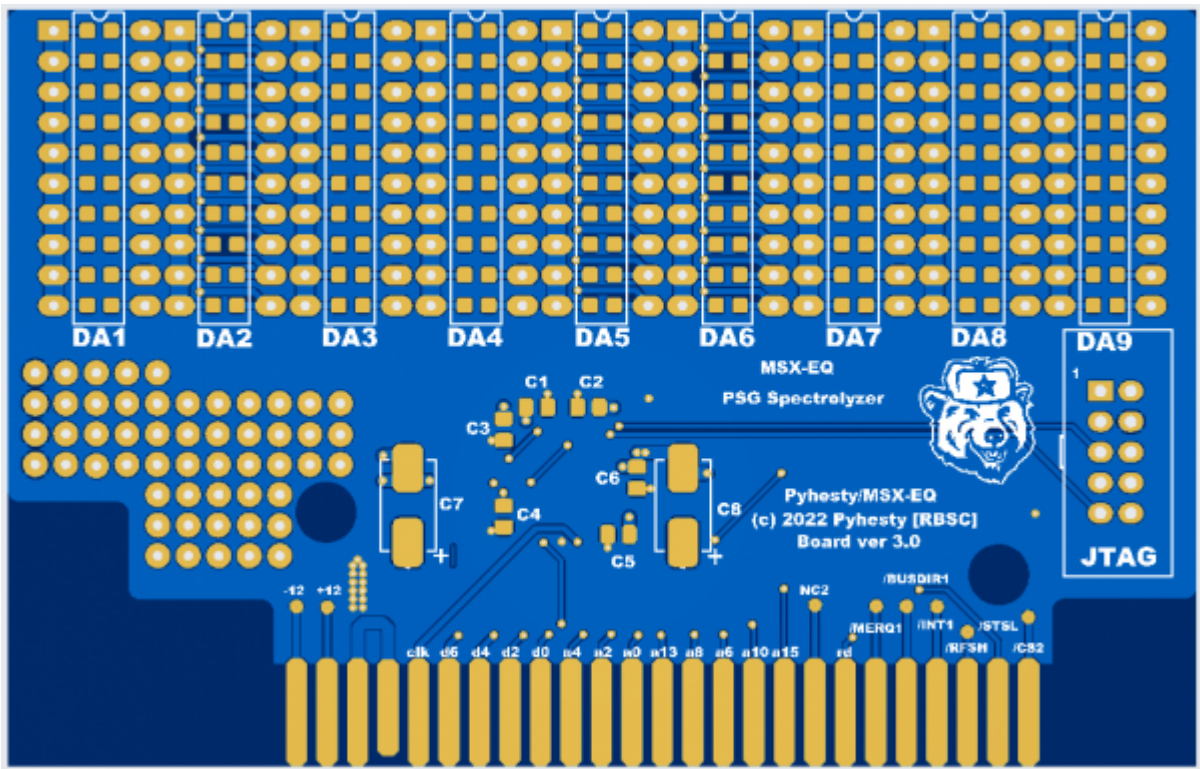 DA1 DA2 DA3 DA4 DA5 DA6 DA7 DA8 DA9
MSX-EQ
PSG Spectrolyzer
1
C1 C2
C3
C6
C7
C4
C8
C5
+
+
Pyhesty/MSX-EQ
(c) 2022 Pyhesty [RBSC]
Board ver 3.0
JTAG
-12 +12
NC2
/BUSDIR1
/MERQ1 /INT1 /STSL
/RFSH /CS2
clk d6 d4 d2 d0 a4 a2 a0 a13 a8 a6 a10 a15 rd